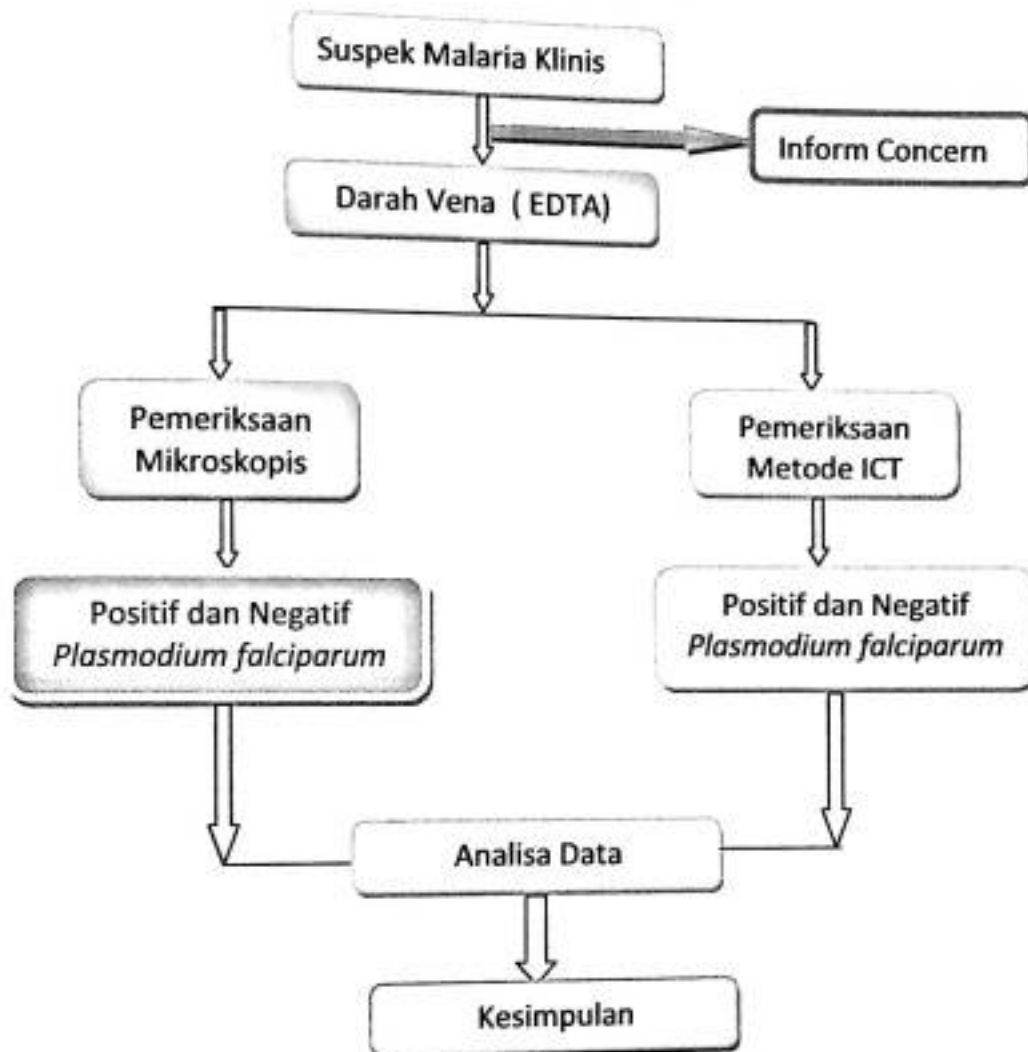 Suspek Malaria Klinis
Inform Concern
Darah Vena ( EDTA)
Pemeriksaan
Mikroskopis
Pemeriksaan
Metode ICT
Positif dan Negatif
Plasmodium falciparum
Positif dan Negatif
Plasmodium falciparum
Analisa Data
Kesimpulan